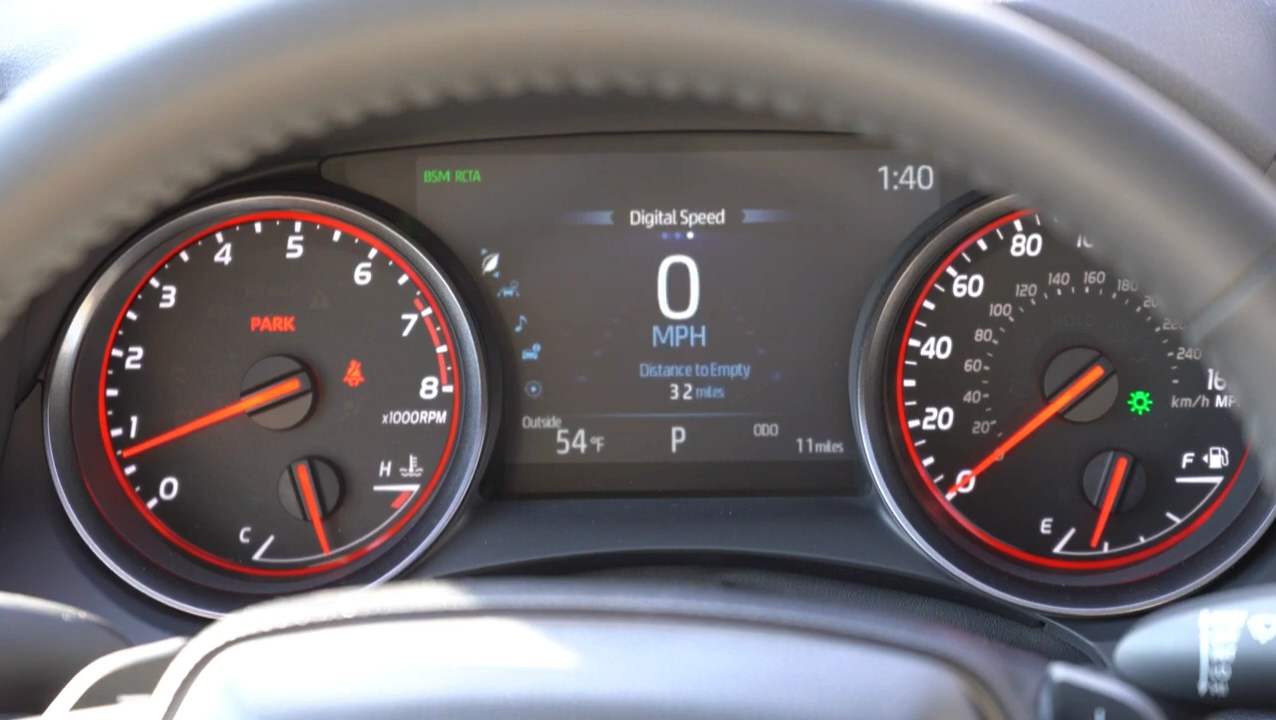 BSM RCTA
1:40
Digital Speed
0
MPH
Distance to Empty
32 miles
Outside
54°F
P
ODO
11 miles
0
1
2
3
4
5
6
7
8
x1000RPM
PARK
H
C
0
20
40
60
80
20
40
60
80
100
120
140
160
180
240
km/h
F
E